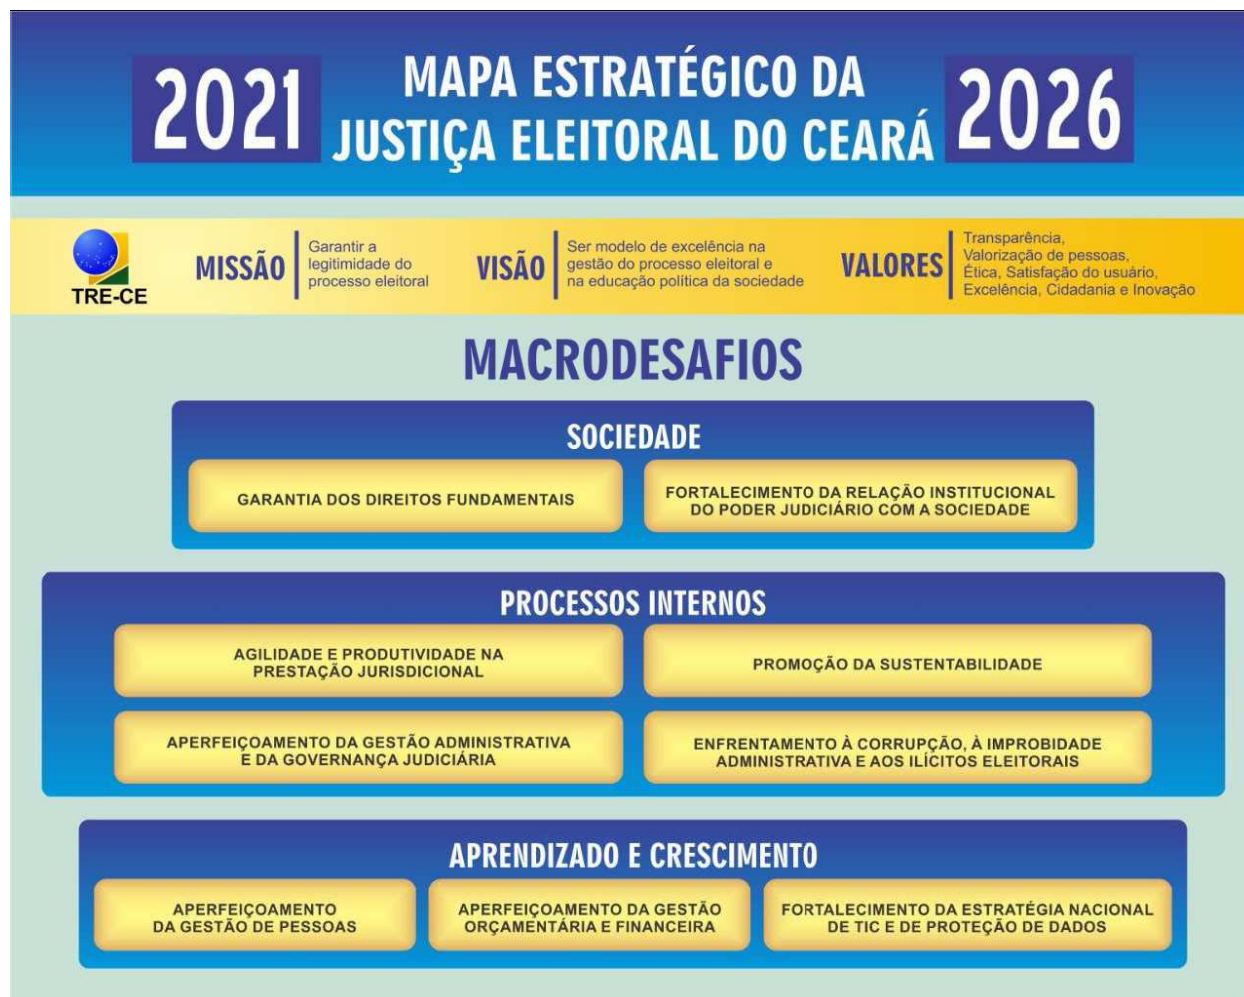 2021
MAPA ESTRATÉGICO DA
JUSTIÇA ELEITORAL DO CEARÁ
2026
TRE-CE
MISSÃO
Garantir a
legitimidade do
processo eleitoral
VISÃO
Ser modelo de excelência na
gestão do processo eleitoral e
na educação política da sociedade
VALORES
Transparência,
Valorização de pessoas,
Ética, Satisfação do usuário,
Excelência, Cidadania e Inovação
MACRODESAFIOS
SOCIEDADE
GARANTIA DOS DIREITOS FUNDAMENTAIS
FORTALECIMENTO DA RELAÇÃO INSTITUCIONAL
DO PODER JUDICIÁRIO COM A SOCIEDADE
PROCESSOS INTERNOS
AGILIDADE E PRODUTIVIDADE NA
PRESTAÇÃO JURISDICIONAL
PROMOÇÃO DA SUSTENTABILIDADE
APERFEIÇOAMENTO DA GESTÃO ADMINISTRATIVA
E DA GOVERNANÇA JUDICIÁRIA
ENFRENTAMENTO À CORRUPÇÃO, À IMPROBIDADE
ADMINISTRATIVA E AOS ILÍCITOS ELEITORAIS
APRENDIZADO E CRESCIMENTO
APERFEIÇOAMENTO
DA GESTÃO DE PESSOAS
APERFEIÇOAMENTO DA GESTÃO
ORÇAMENTÁRIA E FINANCEIRA
FORTALECIMENTO DA ESTRATÉGIA NACIONAL
DE TIC E DE PROTEÇÃO DE DADOS